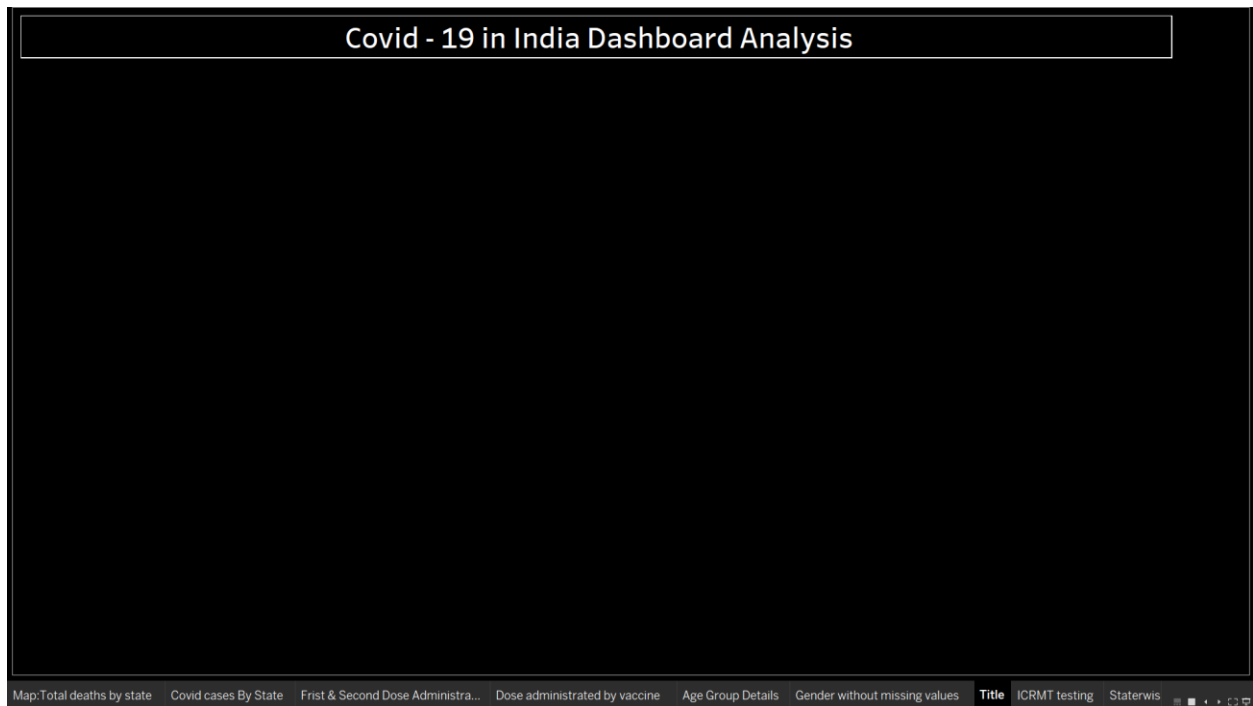 Covid - 19 in India Dashboard Analysis
Map:Total deaths by state Covid cases By State Frist & Second Dose Administra... Dose administrated by vaccine Age Group Details Gender without missing values Title ICRMT testing Staterwis